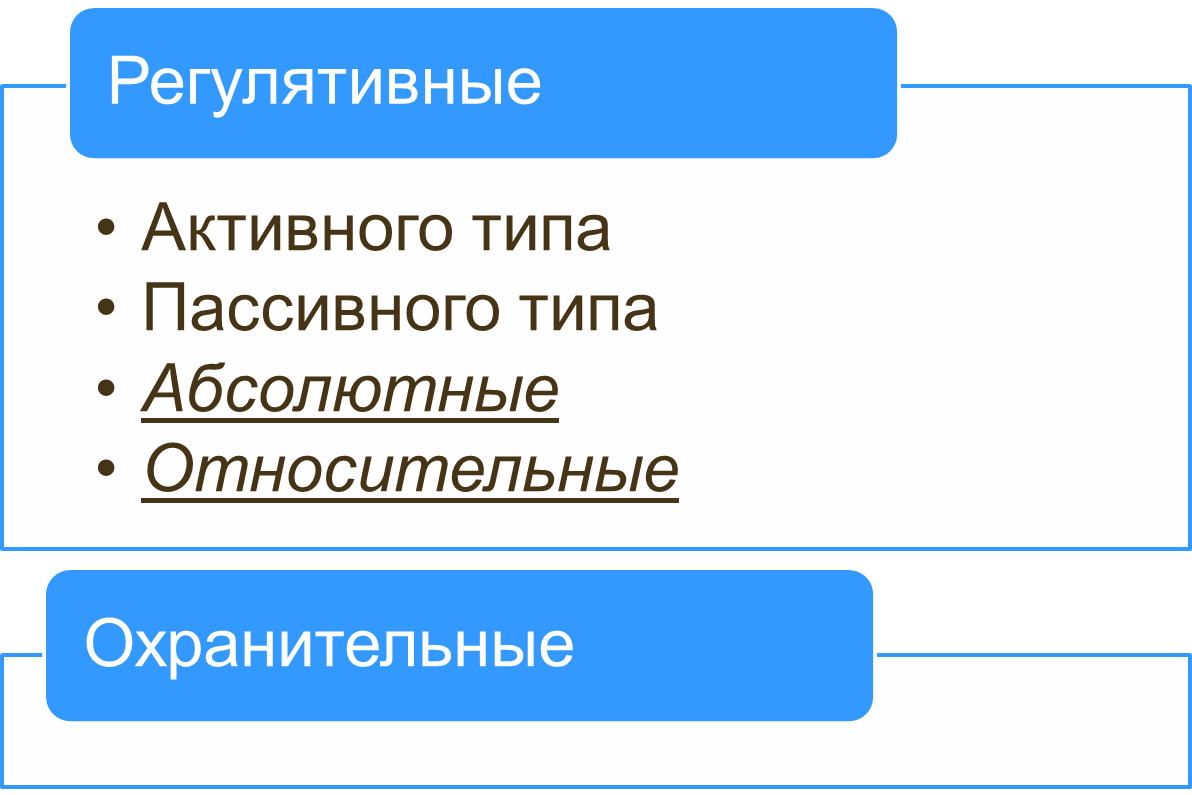 Регулятивные
• Активного типа
• Пассивного типа
• Абсолютные
• Относительные
Охранительные